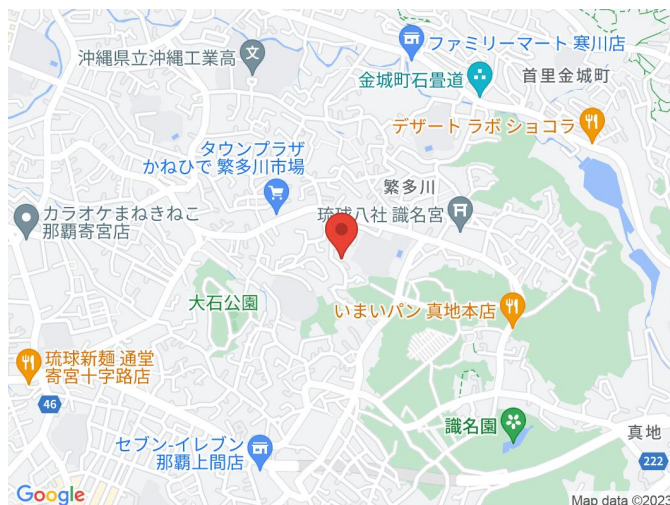 沖縄県立沖縄工業高
ファミリーマート 寒川店
金城町石畳道
首里金城町
デザート ラボ ショコラ
タウンプラザ
かねひで 繁多川市場
繁多川
カラオケまねきねこ
那覇寄宮店
琉球八社 識名宮
大石公園
いまいパン 真地本店
琉球新麺 通堂
寄宮十字路店
46
識名園
真地
セブン-イレブン
那覇上間店
222
Google
Map data ©2023